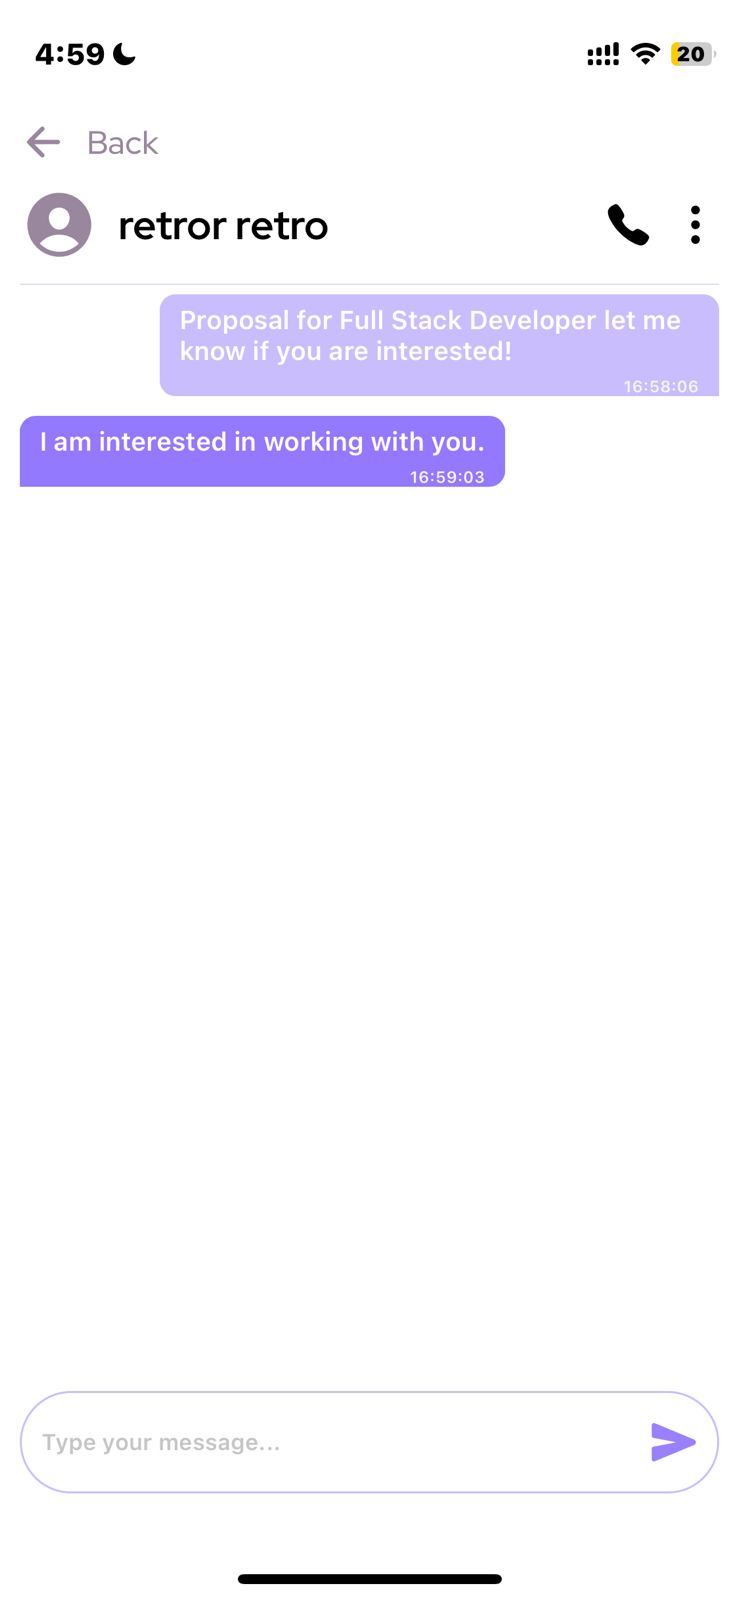 4:59
20
Back
retror retro
Proposal for Full Stack Developer let me
know if you are interested!
16:58:06
I am interested in working with you.
16:59:03
Type your message...